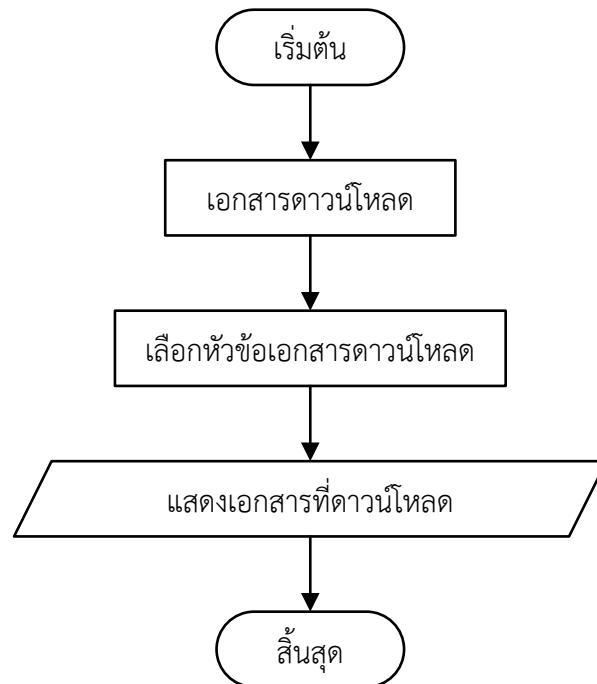 เริ่มต้น
เอกสารดาวน์โหลด
เลือกหัวข้อเอกสารดาวน์โหลด
แสดงเอกสารที่ดาวน์โหลด
สิ้นสุด